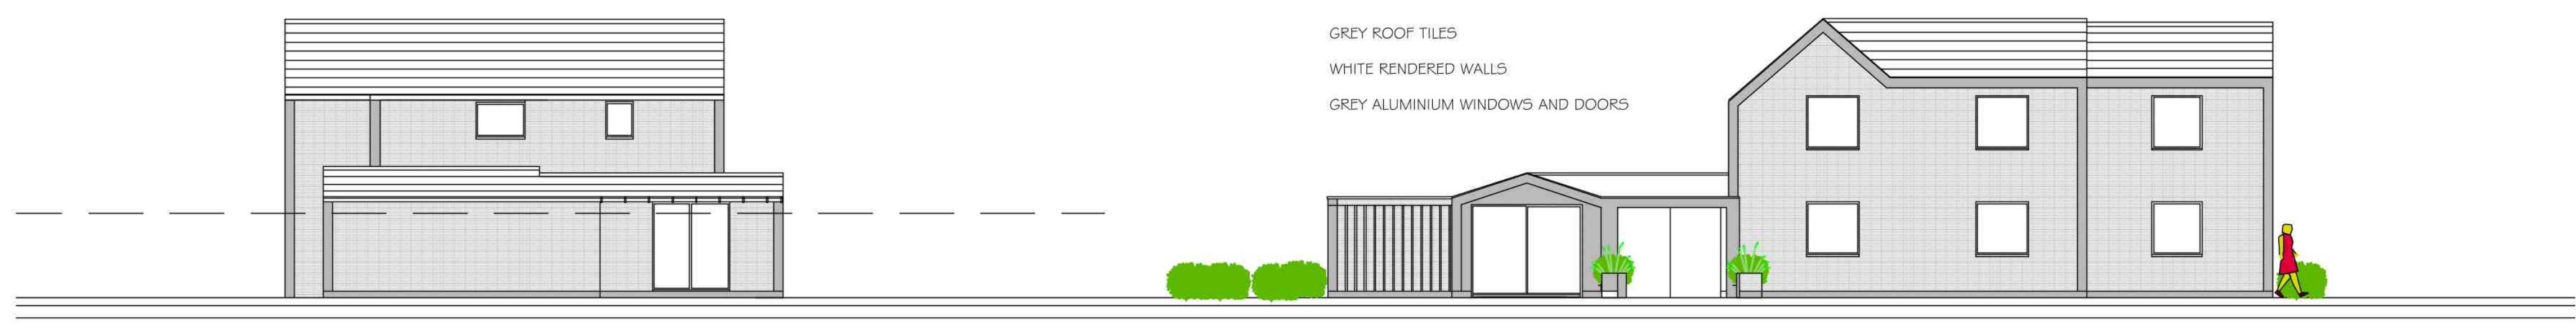 GREY ROOF TILES
WHITE RENDERED WALLS
GREY ALUMINIUM WINDOWS AND DOORS